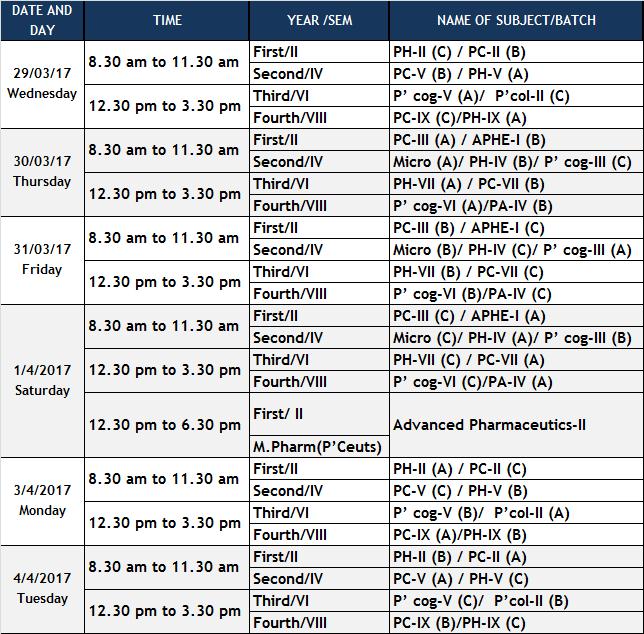 DATE AND DAY TIME YEAR /SEM NAME OF SUBJECT/BATCH
29/03/17 Wednesday
8.30 am to 11.30 am
First/II PH-II (C) / PC-II (B)
Second/IV PC-V (B) / PH-V (A)
12.30 pm to 3.30 pm
Third/VI P' cog-V (A)/ P'col-II (C)
Fourth/VIII PC-IX (C)/PH-IX (A)
30/03/17 Thursday
8.30 am to 11.30 am
First/II PC-III (A) / APHE-I (B)
Second/IV Micro (A)/ PH-IV (B)/ P' cog-III (C)
12.30 pm to 3.30 pm
Third/VI PH-VII (A) / PC-VII (B)
Fourth/VIII P' cog-VI (A)/PA-IV (B)
31/03/17 Friday
8.30 am to 11.30 am
First/II PC-III (B) / APHE-I (C)
Second/IV Micro (B)/ PH-IV (C)/ P' cog-III (A)
12.30 pm to 3.30 pm
Third/VI PH-VII (B) / PC-VII (C)
Fourth/VIII P' cog-VI (B)/PA-IV (C)
1/4/2017 Saturday
8.30 am to 11.30 am
First/II PC-III (C) / APHE-I (A)
Second/IV Micro (C)/ PH-IV (A)/ P' cog-III (B)
12.30 pm to 3.30 pm
Third/VI PH-VII (C) / PC-VII (A)
Fourth/VIII P' cog-VI (C)/PA-IV (A)
12.30 pm to 6.30 pm
First/ II
M.Pharm(P'Ceuts)
Advanced Pharmaceutics-II
3/4/2017 Monday
8.30 am to 11.30 am
First/II PH-II (A) / PC-II (C)
Second/IV PC-V (C) / PH-V (B)
12.30 pm to 3.30 pm
Third/VI P' cog-V (B)/ P'col-II (A)
Fourth/VIII PC-IX (A)/PH-IX (B)
4/4/2017 Tuesday
8.30 am to 11.30 am
First/II PH-II (B) / PC-II (A)
Second/IV PC-V (A) / PH-V (C)
12.30 pm to 3.30 pm
Third/VI P' cog-V (C)/ P'col-II (B)
Fourth/VIII PC-IX (B)/PH-IX (C)